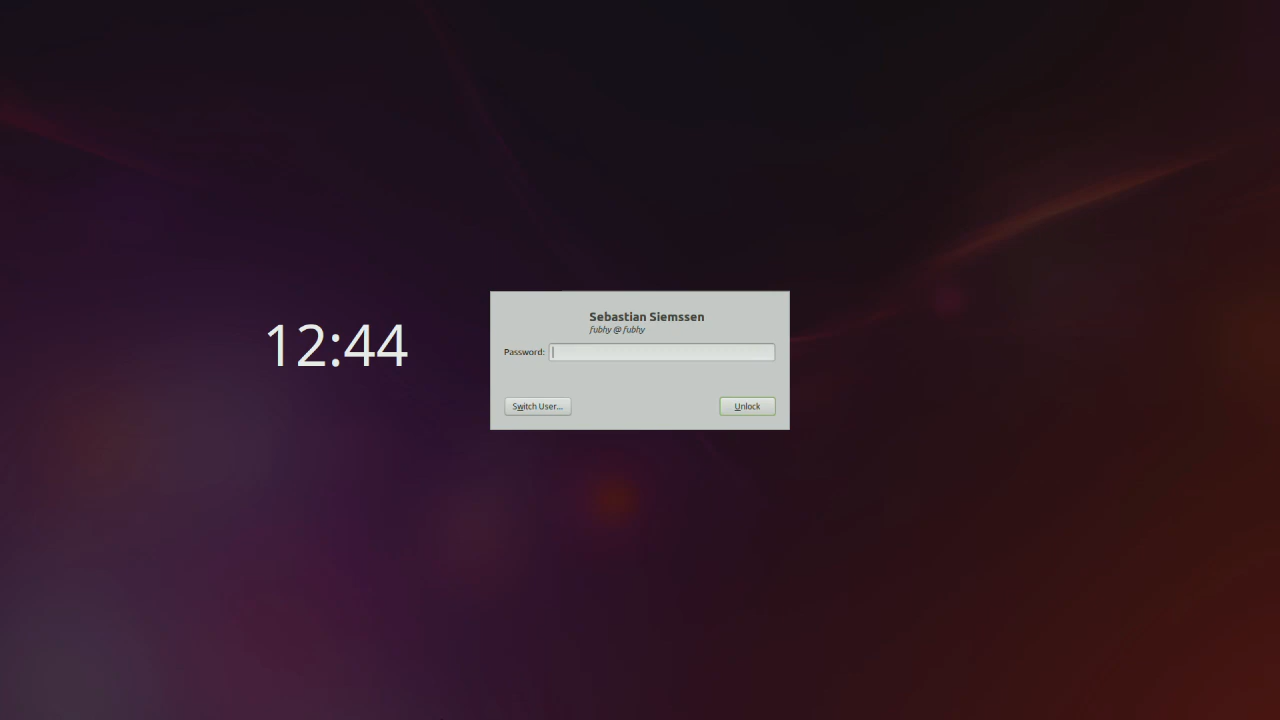 12:44
Sebastian Siemssen
fubhy @ fubhy
Password:
Switch User...
Unlock